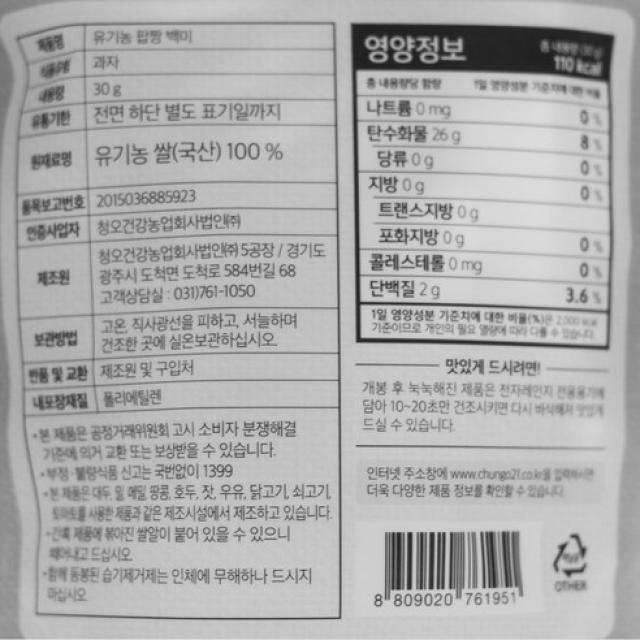 제품명 유기농 팝짱 백미
식품유형 과자
내용량 30 g
유통기한 전면 하단 별도 표기일까지
원재료명 유기농 쌀(국산) 100 %
품목보고번호 2015036885923
인증사업자 청오건강농업회사법인㈜
제조원 청오건강농업회사법인㈜ 5공장 / 경기도
광주시 도척면 도척로 584번길 68
고객상담실 : 031)761-1050
보관방법 고온, 직사광선을 피하고, 서늘하며
건조한 곳에 실온보관하십시오.
반품 및 교환 제조원 및 구입처
내포장재질 폴리에틸렌
•본 제품은 공정거래위원회 고시 소비자 분쟁해결
기준에 의거 교환 또는 보상받을 수 있습니다.
•부정·불량식품 신고는 국번없이 1399
•본 제품은 대두, 밀, 메밀, 땅콩, 호두, 잣, 우유, 닭고기, 쇠고기,
토마토를 사용한 제품과 같은 제조시설에서 제조하고 있습니다.
•간혹 제품에 볶아진 쌀알이 붙어 있을 수 있으니
떼어내고 드십시오.
•함께 동봉된 습기제거제는 인체에 무해하나 드시지
마십시오.
영양정보
총 내용량 (30 g)
110 kcal
총 내용량당 함량 1일 영양성분 기준치에 대한 비율
나트륨 0 mg 0 %
탄수화물 26 g 8 %
당류 0 g 0 %
지방 0 g 0 %
트랜스지방 0 g
포화지방 0 g 0 %
콜레스테롤 0 mg 0 %
단백질 2 g 3.6 %
1일 영양성분 기준치에 대한 비율(%)은 2,000 kcal
기준이므로 개인의 필요 열량에 따라 다를 수 있습니다.
맛있게 드시려면!
개봉 후 눅눅해진 제품은 전자레인지 전용용기에
담아 10~20초만 건조시키면 다시 바삭해져 맛있게
드실 수 있습니다.
인터넷 주소창에 www.chungo21.co.kr을 입력하시면
더욱 다양한 제품 정보를 확인할 수 있습니다.
8 809020 761951
OTHER